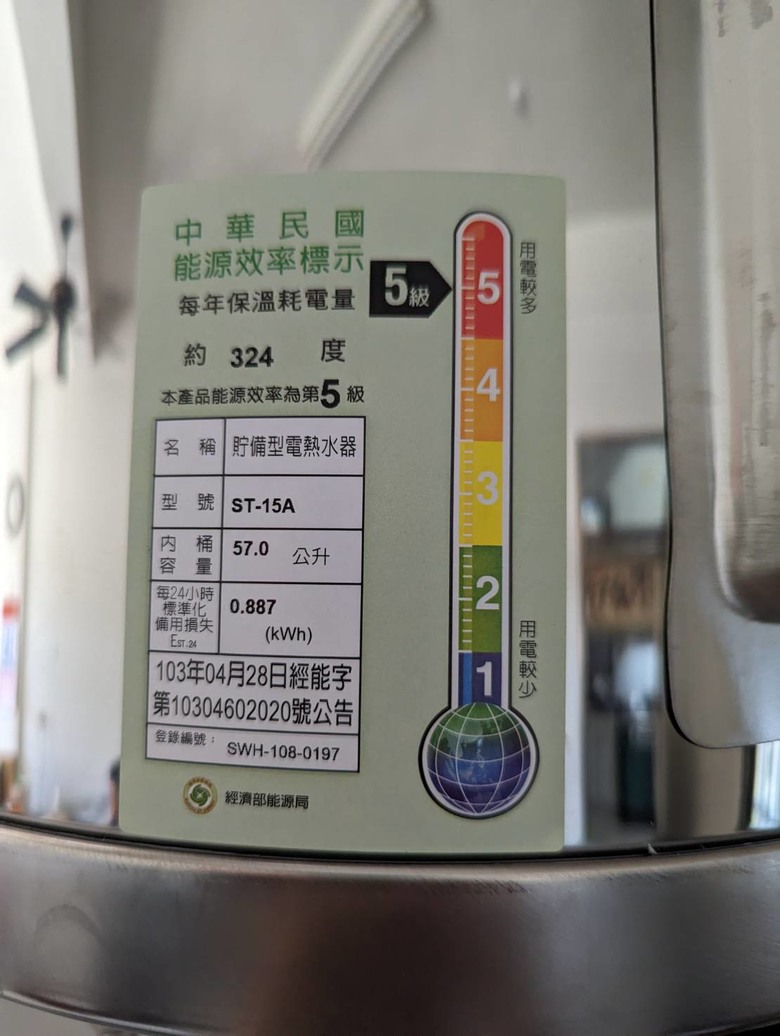 中華民國
能源效率標示
每年保溫耗電量
約 324 度
本產品能源效率為第5級
5級
用電較多
5
4
3
2
1
用電較少
名稱 貯備型電熱水器
型號 ST-15A
內桶容量 57.0 公升
每24小時
標準化
備用損失
EST.24
0.887
(kWh)
103年04月28日經能字
第10304602020號公告
登錄編號： SWH-108-0197
經濟部能源局